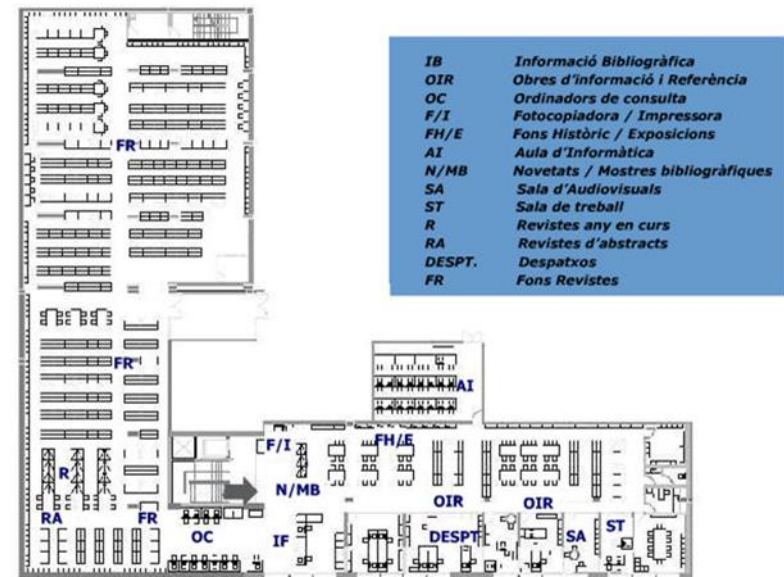 IB Informació Bibliogràfica
OIR Obres d'informació i Referència
OC Ordinadors de consulta
F/I Fotocopiadora / Impressora
FH/E Fons Històric / Exposicions
AI Aula d'Informàtica
N/MB Novetats / Mostres bibliogràfiques
SA Sala d'Audiovisuals
ST Sala de treball
R Revistes any en curs
RA Revistes d'abstracts
DESPT. Despatxos
FR Fons Revistes
FR
FR
AI
F/I
FH/E
R
N/MB
OIR
OIR
RA
FR
OC
IF
DESPT
SA
ST